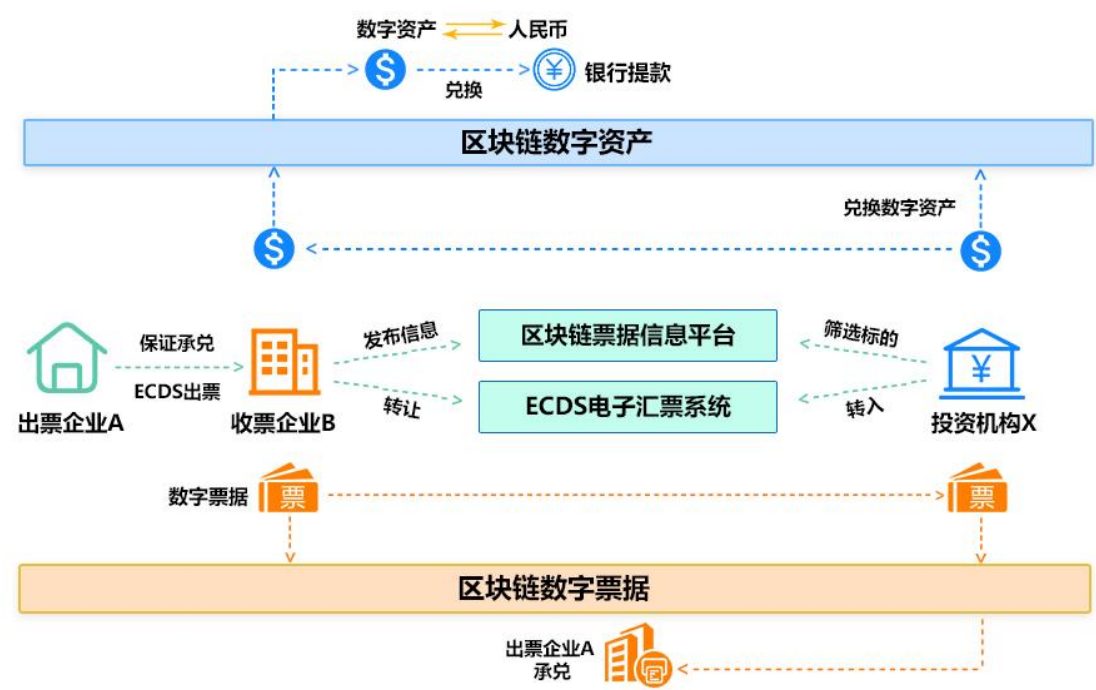 数字资产 人民币
$ ¥ 银行提款
兑换
区块链数字资产
兑换数字资产
$ $
保证承兑
ECDS出票
出票企业A
收票企业B
发布信息
转让
区块链票据信息平台
ECDS电子汇票系统
筛选标的
转入
¥
投资机构X
数字票据 票 票
区块链数字票据
出票企业A
承兑